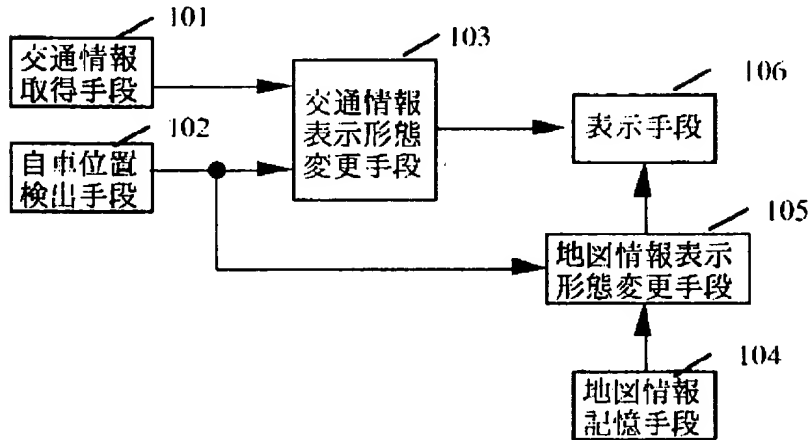 101
交通情報
取得手段
102
自車位置
検出手段
103
交通情報
表示形態
変更手段
106
表示手段
105
地図情報表示
形態変更手段
104
地図情報
記憶手段